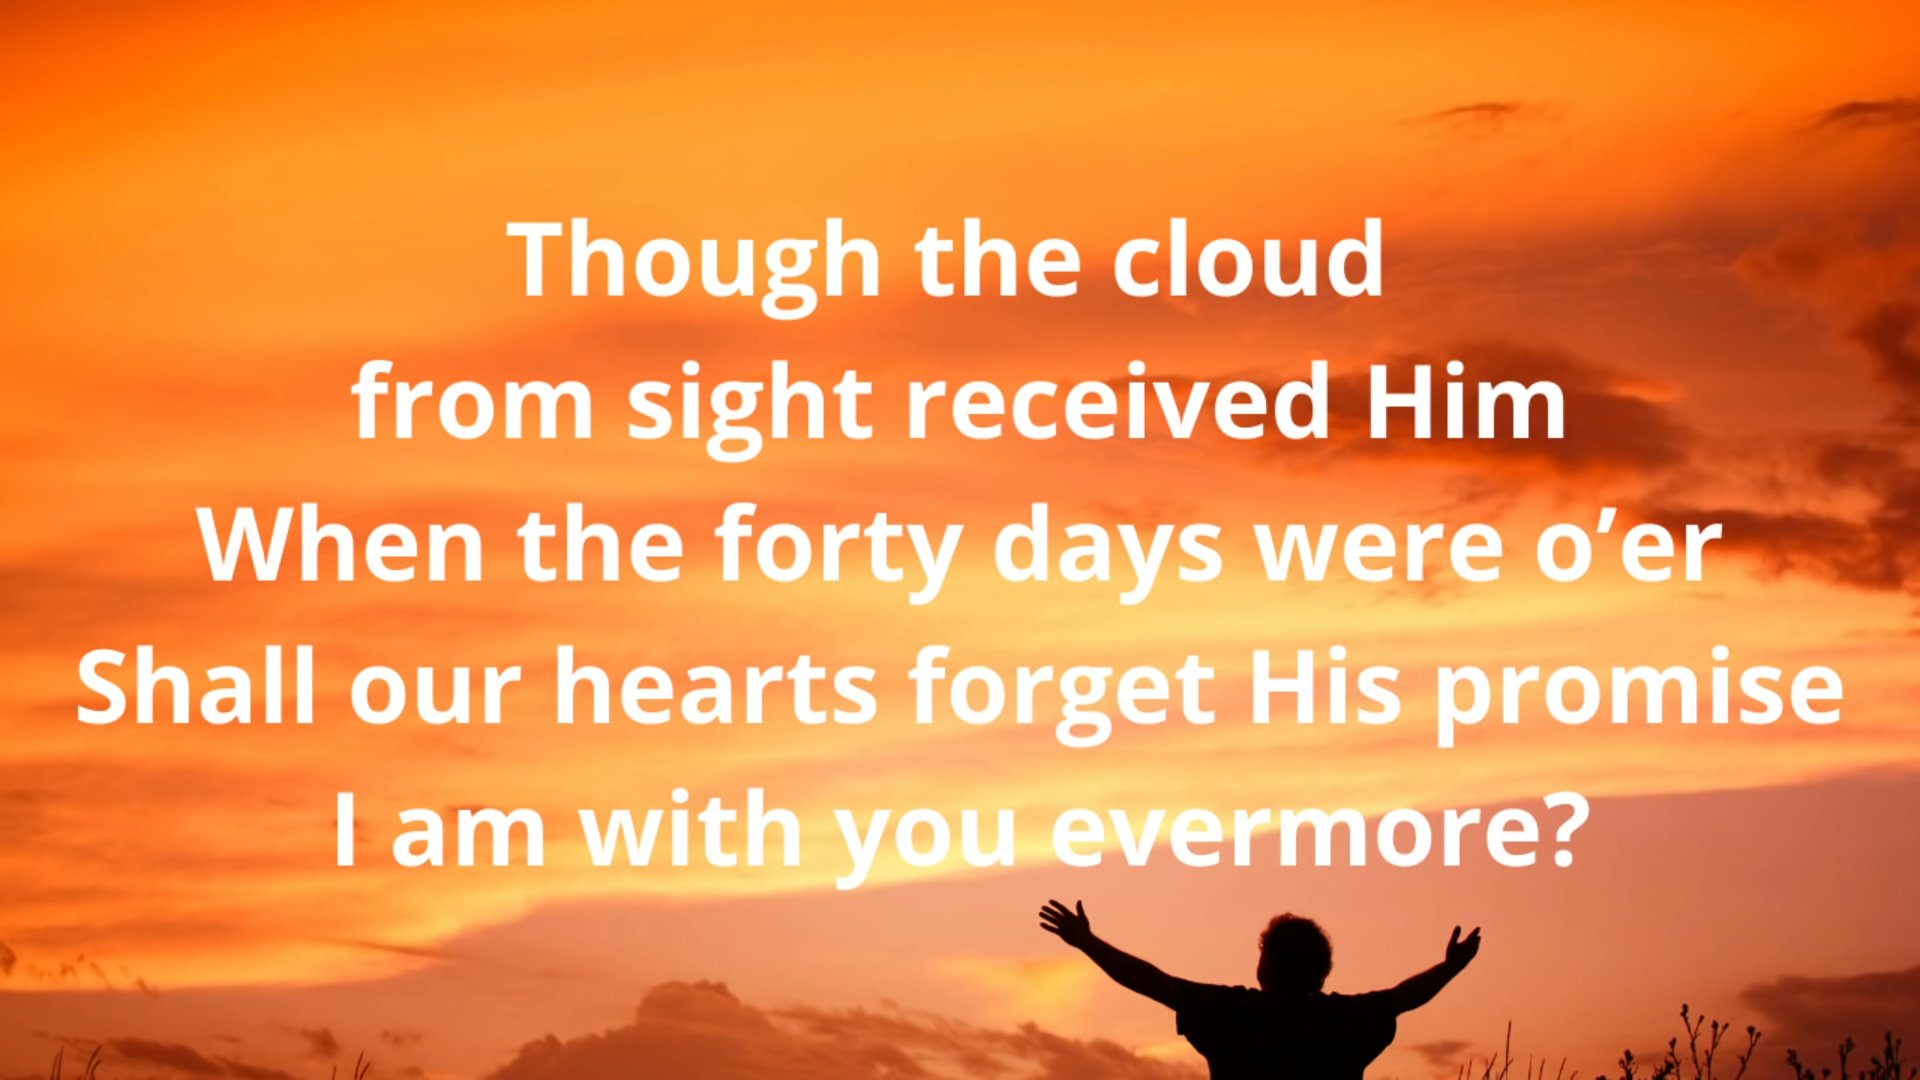 Though the cloud
from sight received Him
When the forty days were o’er
Shall our hearts forget His promise
I am with you evermore?